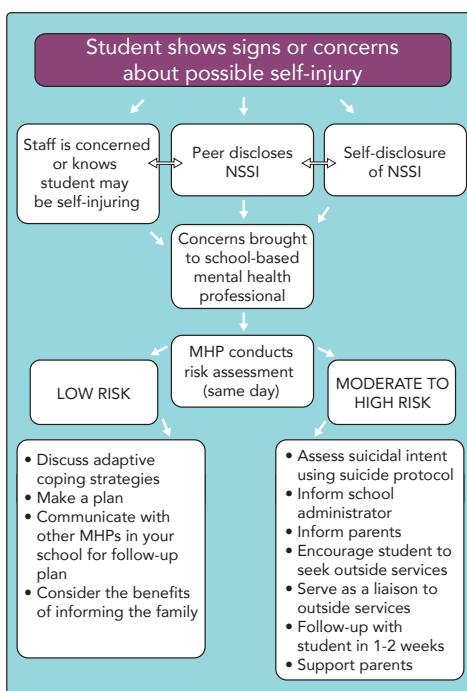 Student shows signs or concerns
about possible self-injury
Staff is concerned
or knows
student may
be self-injuring
Peer discloses
NSSI
Self-disclosure
of NSSI
Concerns brought
to school-based
mental health
professional
MHP conducts
risk assessment
(same day)
LOW RISK
MODERATE TO
HIGH RISK
• Discuss adaptive
coping strategies
• Make a plan
• Communicate with
other MHPs in your
school for follow-up
plan
• Consider the benefits
of informing the family
• Assess suicidal intent
using suicide protocol
• Inform school
administrator
• Inform parents
• Encourage student to
seek outside services
• Serve as a liaison to
outside services
• Follow-up with
student in 1-2 weeks
• Support parents